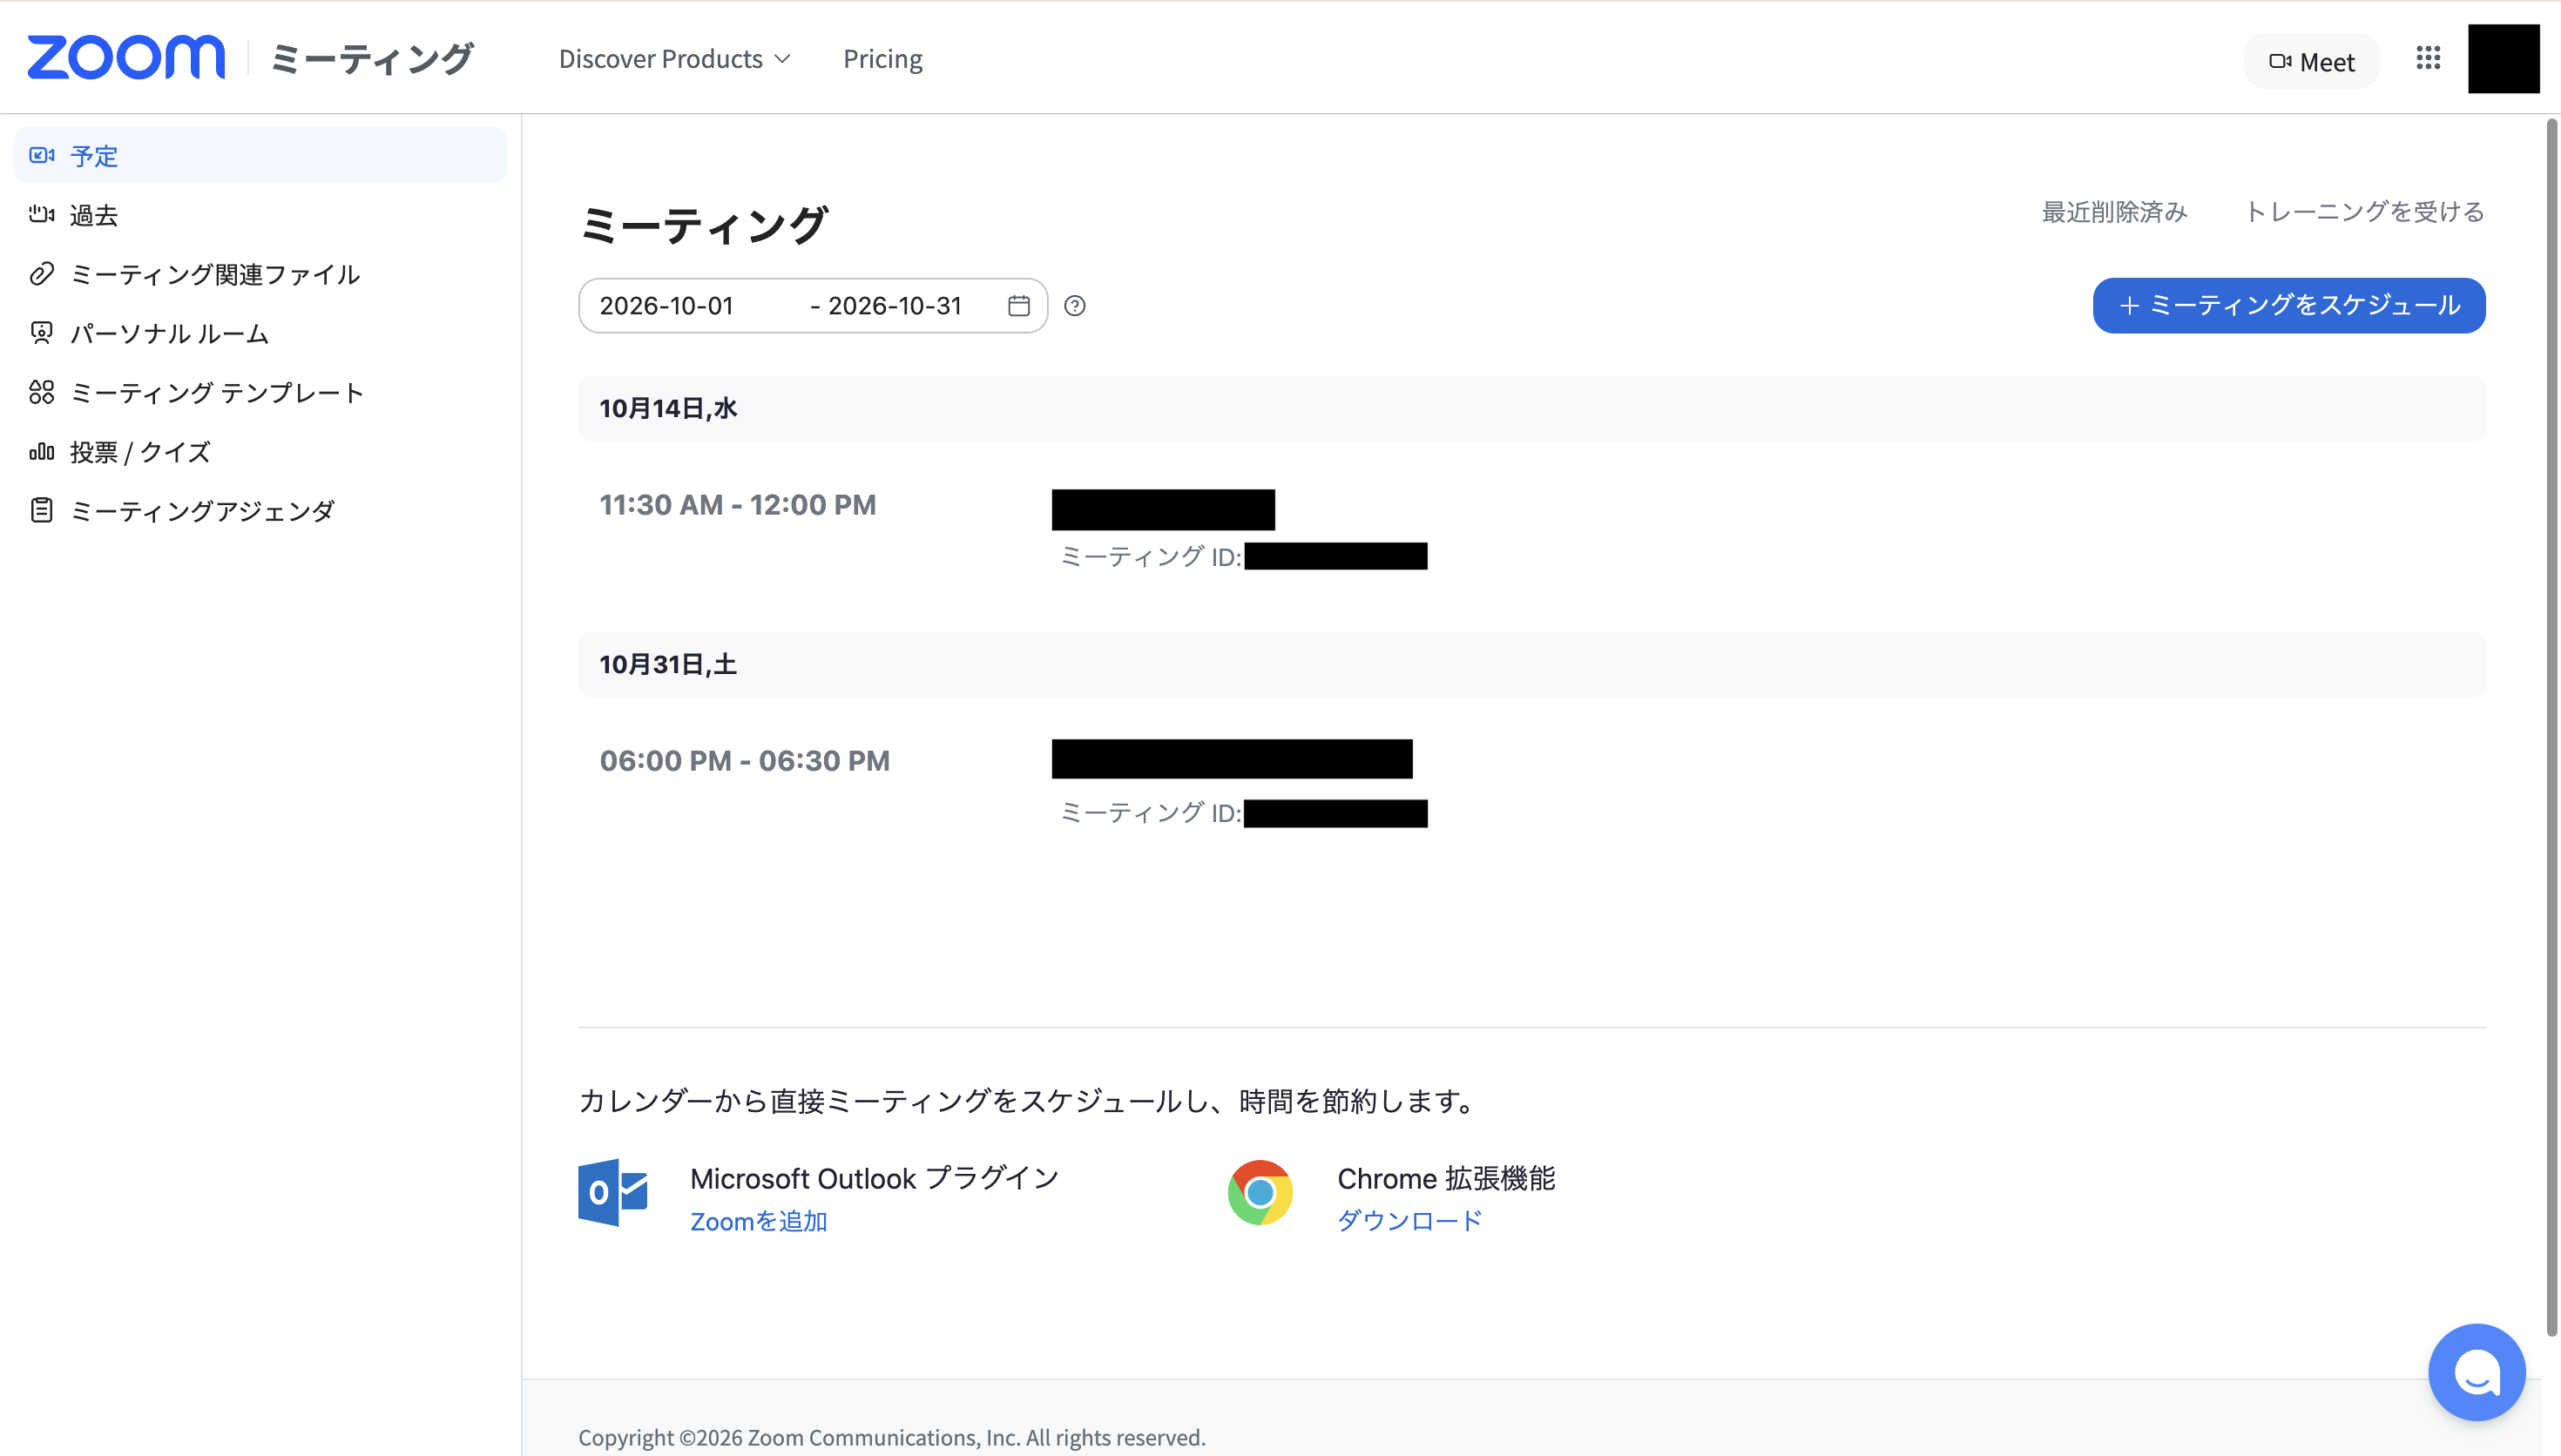 zoom ミーティング Discover Products Pricing Meet
予定
過去
ミーティング関連ファイル
パーソナル ルーム
ミーティング テンプレート
投票 / クイズ
ミーティングアジェンダ
ミーティング
最近削除済み トレーニングを受ける
2026-10-01 - 2026-10-31
+ ミーティングをスケジュール
10月14日,水
11:30 AM - 12:00 PM
ミーティング ID:
10月31日,土
06:00 PM - 06:30 PM
ミーティング ID:
カレンダーから直接ミーティングをスケジュールし、時間を節約します。
Microsoft Outlook プラグイン
Zoomを追加
Chrome 拡張機能
ダウンロード
Copyright ©2026 Zoom Communications, Inc. All rights reserved.